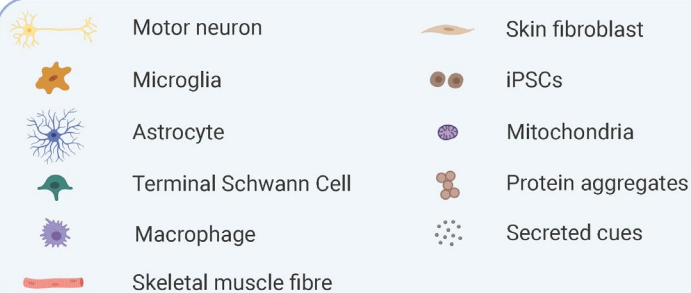 Motor neuron
Microglia
Astrocyte
Terminal Schwann Cell
Macrophage
Skeletal muscle fibre
Skin fibroblast
iPSCs
Mitochondria
Protein aggregates
Secreted cues